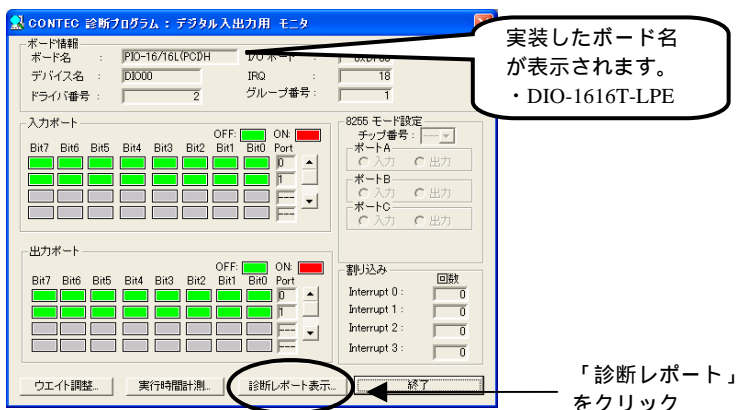 CONTEC 診断プログラム : デジタル入出力用 モニタ
ボード情報
ボード名 : PIO-16/16L(PCI)H
デバイス名 : DIO00 IRQ : 18
ドライバ番号 : 2 グループ番号 : 1
実装したボード名
が表示されます。
・DIO-1616T-LPE
入力ポート
OFF: ON:
Bit7 Bit6 Bit5 Bit4 Bit3 Bit2 Bit1 Bit0 Port
0
1
---
---
8255 モード設定
チップ番号 : ---
ポートA
入力 出力
ポートB
入力 出力
ポートC
入力 出力
出力ポート
OFF: ON:
Bit7 Bit6 Bit5 Bit4 Bit3 Bit2 Bit1 Bit0 Port
0
1
---
---
割り込み
回数
Interrupt 0 : 0
Interrupt 1 : 0
Interrupt 2 : 0
Interrupt 3 : 0
ウエイト調整... 実行時間計測... 診断レポート表示... 終了
「診断レポート」
をクリック